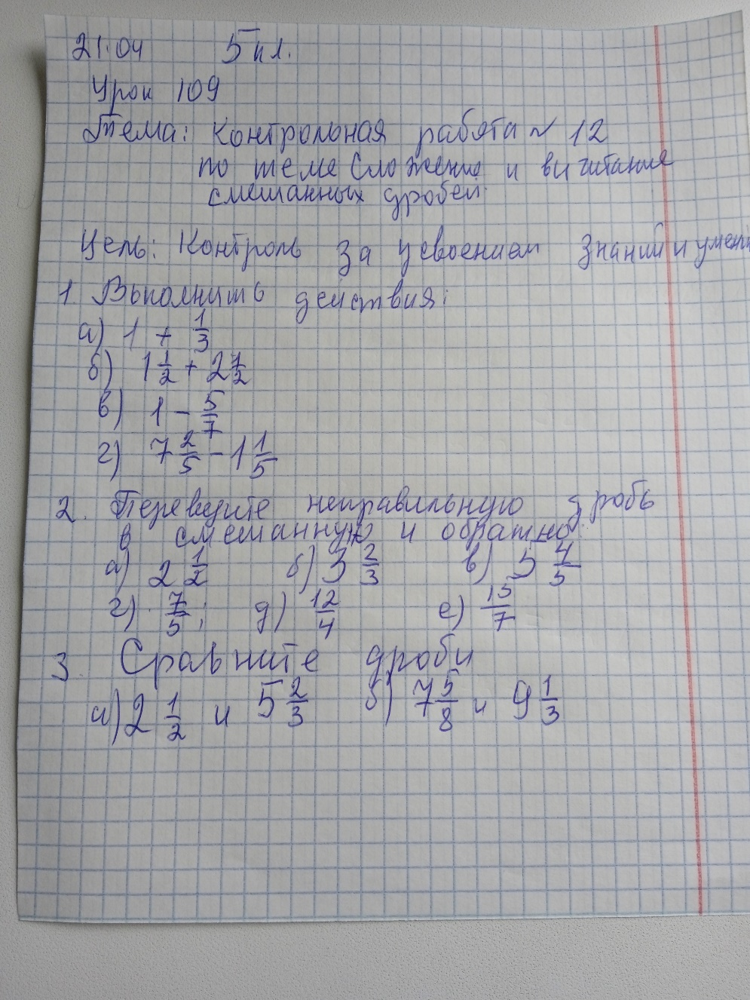 21.04 5 кл.
Урок 109
Тема: Контрольная работа № 12
по теме Сложение и вычитание
смешанных дробей.
Цель: Контроль за усвоением знаний и умени
1. Выполнить действия:
а) 1 + 1/3
б) 1 1/2 + 2 1/2
в) 1 - 5/7
г) 7 2/5 - 1 1/5
2. Переведите неправильную дробь
в смешанную и обратно.
а) 2 1/2 б) 3 2/3 в) 5 4/5
г) 7/5; д) 12/4 е) 15/7
3. Сравните дроби
а) 2 1/2 и 5 2/3 б) 7 5/8 и 9 1/3